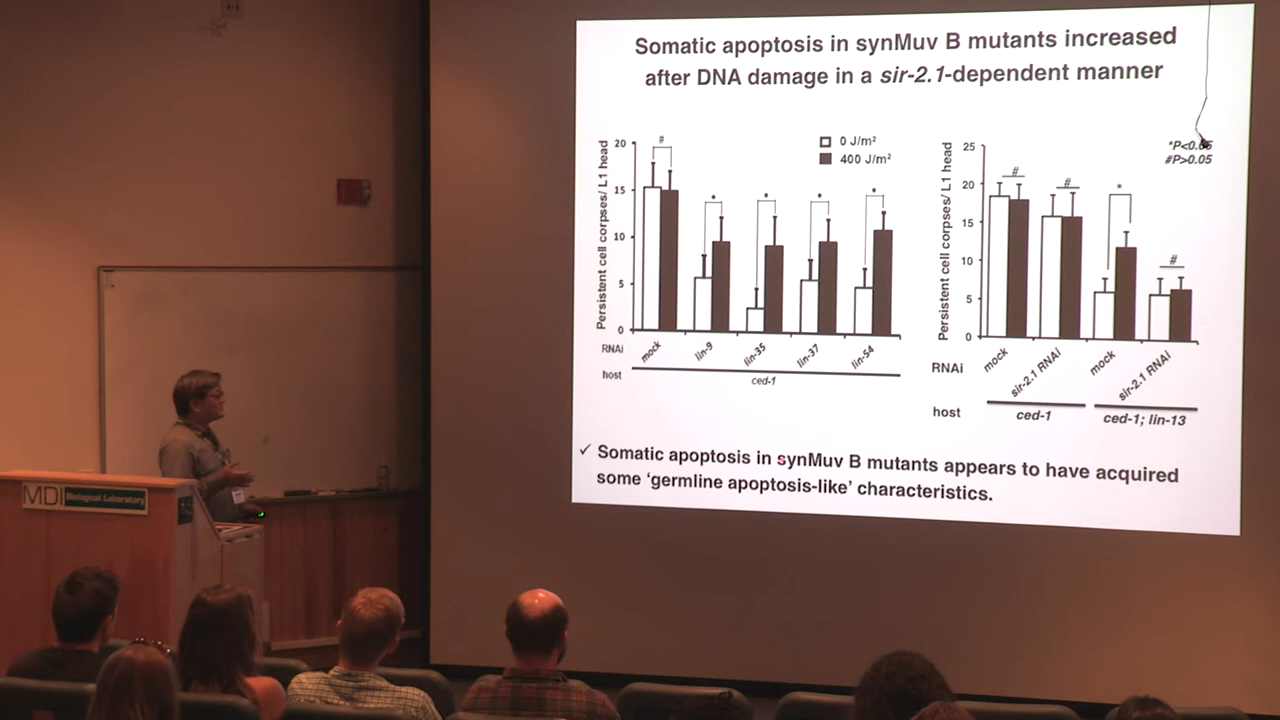 Somatic apoptosis in synMuv B mutants increased
after DNA damage in a sir-2.1-dependent manner
Persistent cell corpses/ L1 head
20
15
10
5
0
#
*
*
*
*
0 J/m²
400 J/m²
RNAi
mock
lin-9
lin-35
lin-37
lin-54
host
ced-1
Persistent cell corpses/ L1 head
25
20
15
10
5
0
#
#
*
#
*P<0.05
#P>0.05
RNAi
mock
sir-2.1 RNAi
mock
sir-2.1 RNAi
host
ced-1
ced-1; lin-13
✓ Somatic apoptosis in synMuv B mutants appears to have acquired
some ‘germline apoptosis-like’ characteristics.
MDI Biological Laboratory